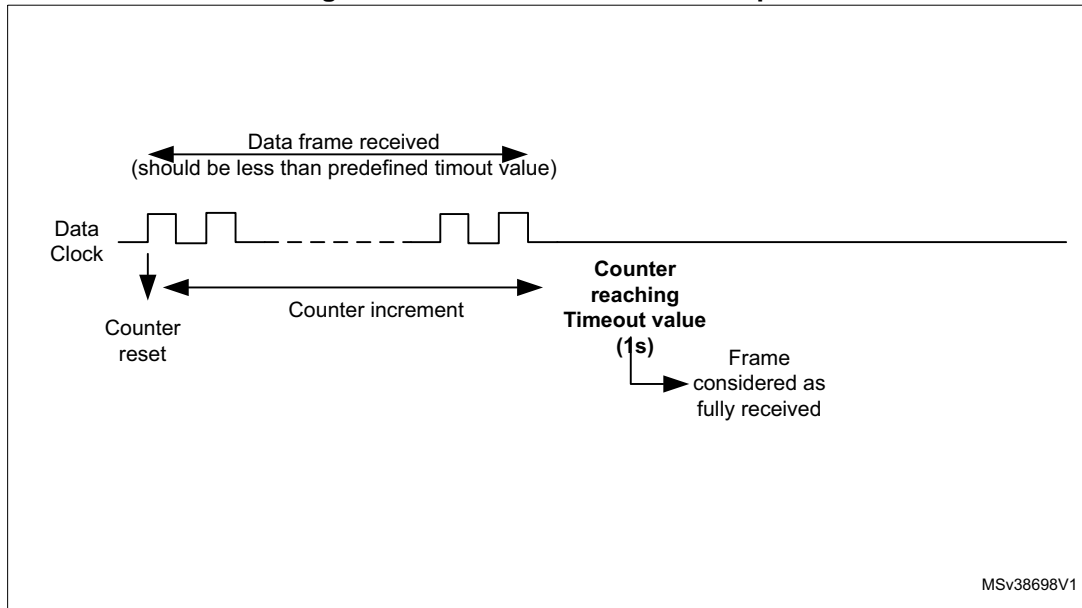 Data frame received
(should be less than predefined timout value)
Data
Clock
Counter
reset
Counter increment
Counter
reaching
Timeout value
(1s)
Frame
considered as
fully received
MSv38698V1